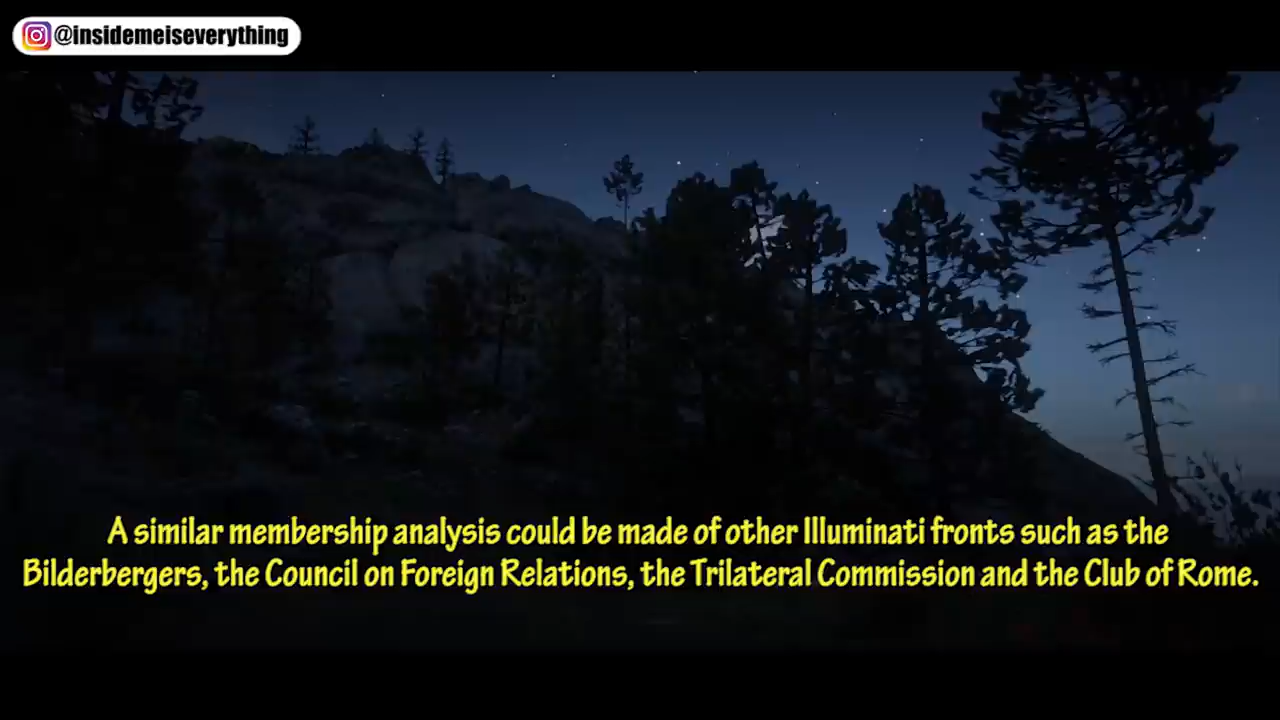 @insidemeiseverything
A similar membership analysis could be made of other Illuminati fronts such as the
Bilderbergers, the Council on Foreign Relations, the Trilateral Commission and the Club of Rome.